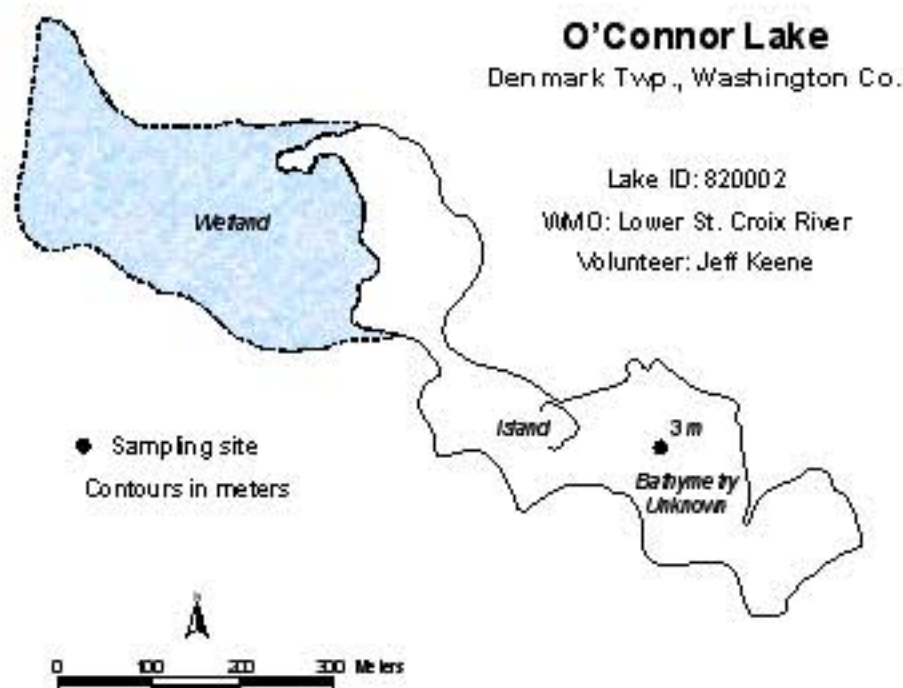 O'Connor Lake
Denmark Twp., Washington Co.
Lake ID: 820002
WMO: Lower St. Croix River
Volunteer: Jeff Keene
Wetland
Island
3 m
Bathymetry
Unknown
Sampling site
Contours in meters
N
0 100 200 300 Meters